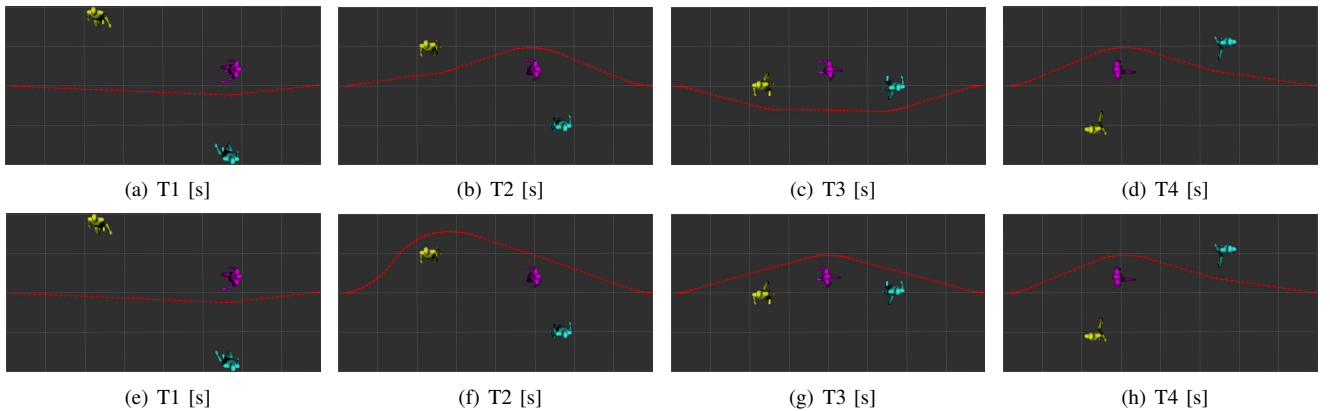 (a) T1 [s] (b) T2 [s] (c) T3 [s] (d) T4 [s]
(e) T1 [s] (f) T2 [s] (g) T3 [s] (h) T4 [s]